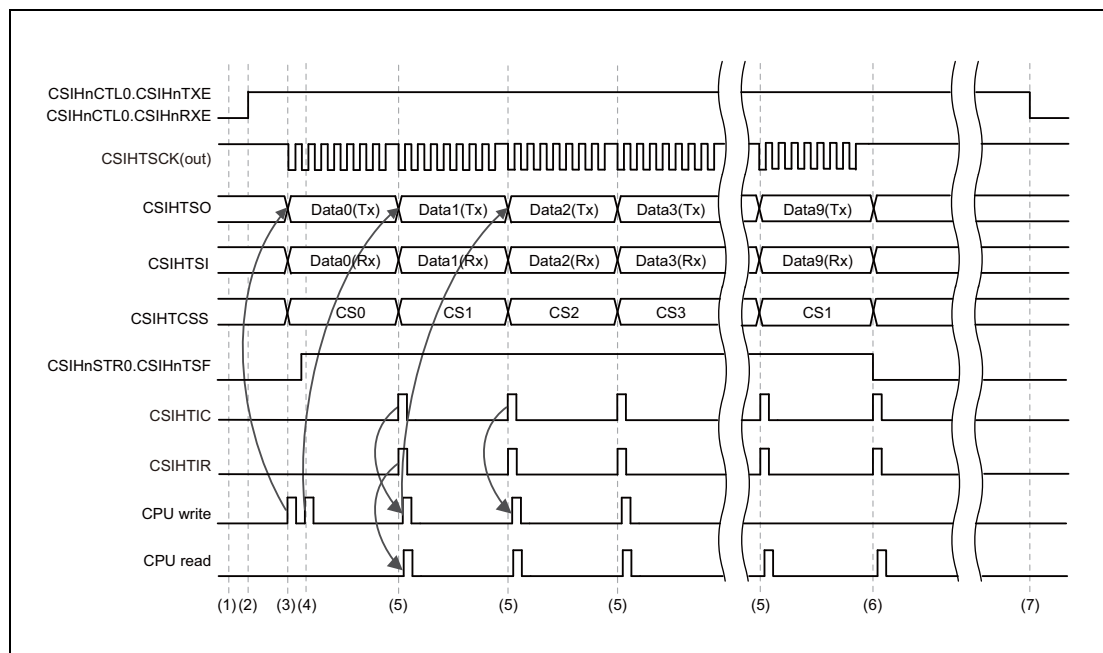 CSIHnCTL0.CSIHnTXE
CSIHnCTL0.CSIHnRXE
CSIHTSCK(out)
CSIHTSO Data0(Tx) Data1(Tx) Data2(Tx) Data3(Tx) Data9(Tx)
CSIHTSI Data0(Rx) Data1(Rx) Data2(Rx) Data3(Rx) Data9(Rx)
CSIHTCSS CS0 CS1 CS2 CS3 CS1
CSIHnSTR0.CSIHnTSF
CSIHTIC
CSIHTIR
CPU write
CPU read
(1) (2) (3) (4) (5) (5) (5) (5) (6) (7)